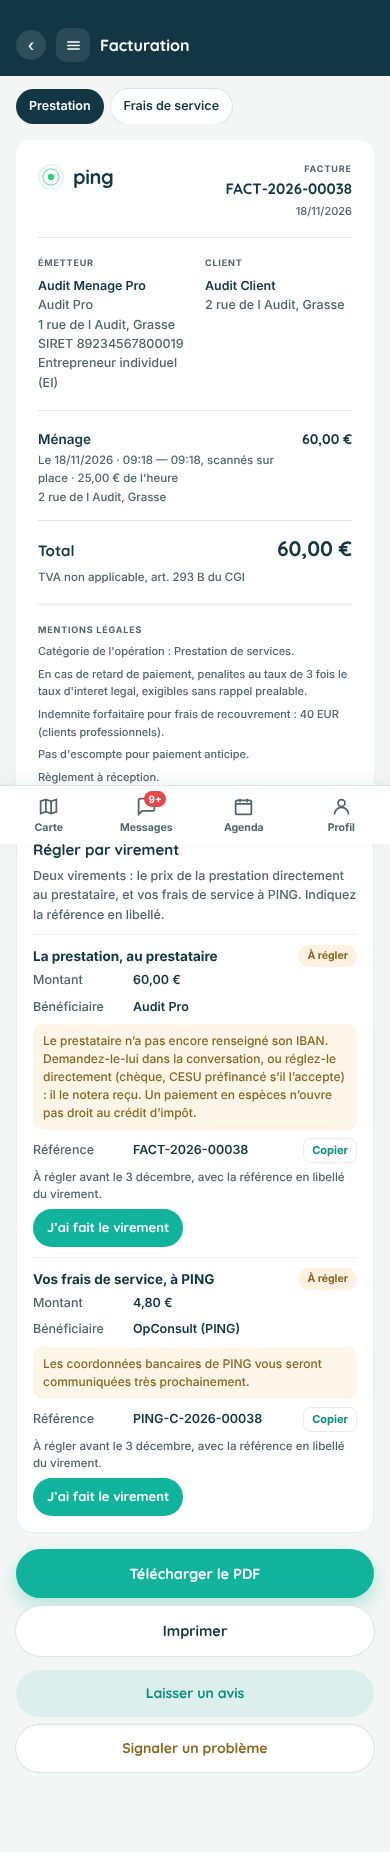 Facturation
Prestation
Frais de service
ping
FACTURE
FACT-2026-00038
18/11/2026
ÉMETTEUR
Audit Menage Pro
Audit Pro
1 rue de l Audit, Grasse
SIRET 89234567800019
Entrepreneur individuel
(EI)
CLIENT
Audit Client
2 rue de l Audit, Grasse
Ménage 60,00 €
Le 18/11/2026 · 09:18 — 09:18, scannés sur
place · 25,00 € de l'heure
2 rue de l Audit, Grasse
Total 60,00 €
TVA non applicable, art. 293 B du CGI
MENTIONS LÉGALES
Catégorie de l'opération : Prestation de services.
En cas de retard de paiement, penalites au taux de 3 fois le
taux d'interet legal, exigibles sans rappel prealable.
Indemnite forfaitaire pour frais de recouvrement : 40 EUR
(clients professionnels).
Pas d'escompte pour paiement anticipe.
Règlement à réception.
9+
Carte Messages Agenda Profil
Régler par virement
Deux virements : le prix de la prestation directement
au prestataire, et vos frais de service à PING. Indiquez
la référence en libellé.
La prestation, au prestataire À régler
Montant 60,00 €
Bénéficiaire Audit Pro
Le prestataire n’a pas encore renseigné son IBAN.
Demandez-le-lui dans la conversation, ou réglez-le
directement (chèque, CESU préfinancé s’il l’accepte)
: il le notera reçu. Un paiement en espèces n’ouvre
pas droit au crédit d’impôt.
Référence FACT-2026-00038 Copier
À régler avant le 3 décembre, avec la référence en libellé
du virement.
J’ai fait le virement
Vos frais de service, à PING À régler
Montant 4,80 €
Bénéficiaire OpConsult (PING)
Les coordonnées bancaires de PING vous seront
communiquées très prochainement.
Référence PING-C-2026-00038 Copier
À régler avant le 3 décembre, avec la référence en libellé
du virement.
J’ai fait le virement
Télécharger le PDF
Imprimer
Laisser un avis
Signaler un problème